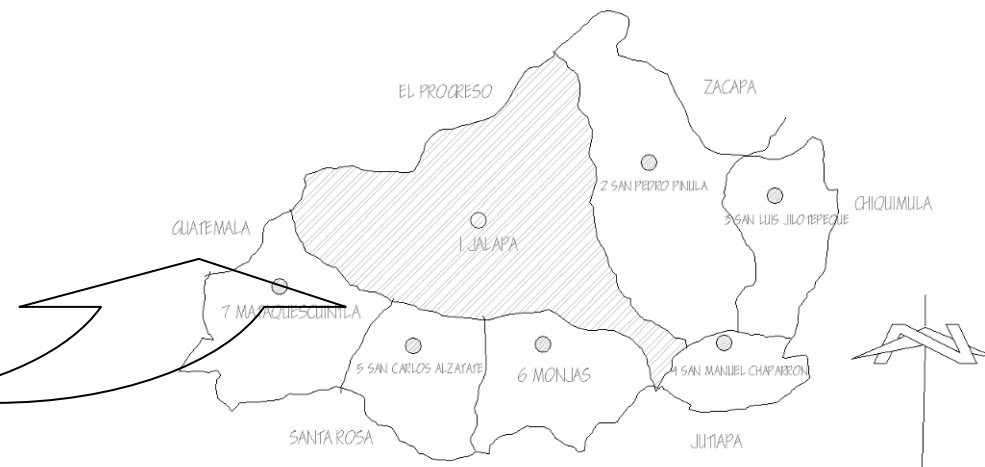 EL PROGRESO
ZACAPA
2 SAN PEDRO PINULA
3 SAN LUIS JILOTEPEQUE
CHIQUIMULA
GUATEMALA
1 JALAPA
7 MATAQUESCUINTLA
5 SAN CARLOS ALZATATE
6 MONJAS
4 SAN MANUEL CHAPARRON
SANTA ROSA
JUTIAPA
N